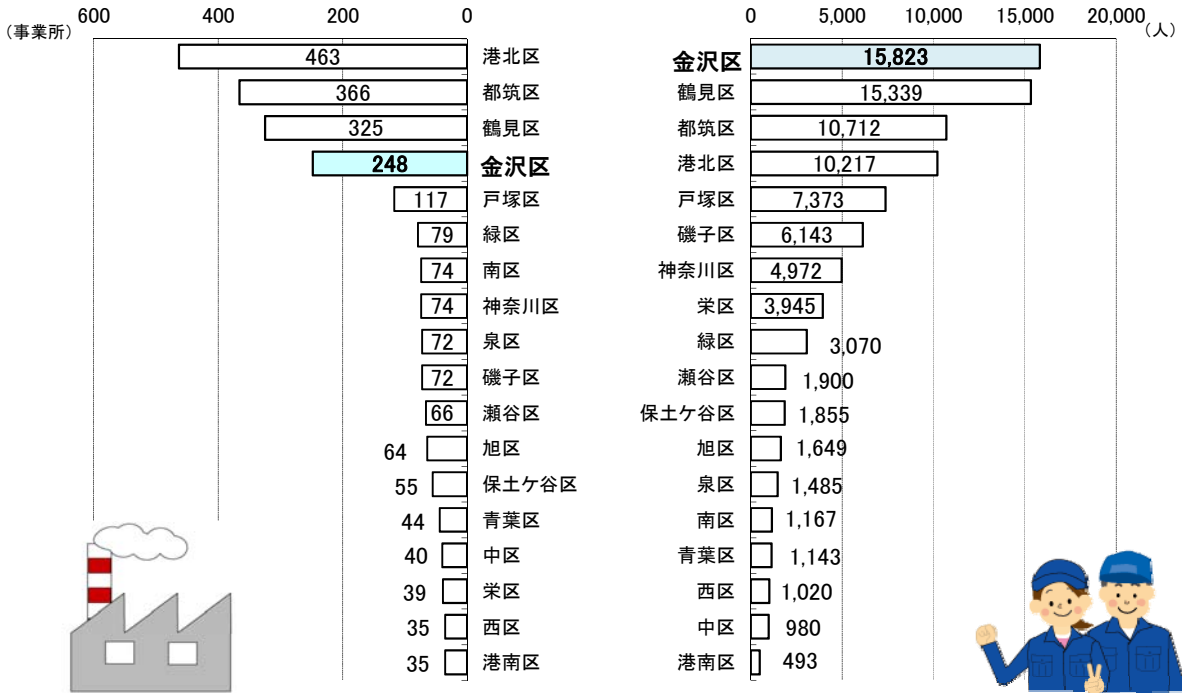 600 400 200 0
（事業所）
463 港北区
366 都筑区
325 鶴見区
248 金沢区
117 戸塚区
79 緑区
74 南区
74 神奈川区
72 泉区
72 磯子区
66 瀬谷区
64 旭区
55 保土ケ谷区
44 青葉区
40 中区
39 栄区
35 西区
35 港南区
0 5,000 10,000 15,000 20,000
（人）
金沢区 15,823
鶴見区 15,339
都筑区 10,712
港北区 10,217
戸塚区 7,373
磯子区 6,143
神奈川区 4,972
栄区 3,945
緑区 3,070
瀬谷区 1,900
保土ケ谷区 1,855
旭区 1,649
泉区 1,485
南区 1,167
青葉区 1,143
西区 1,020
中区 980
港南区 493